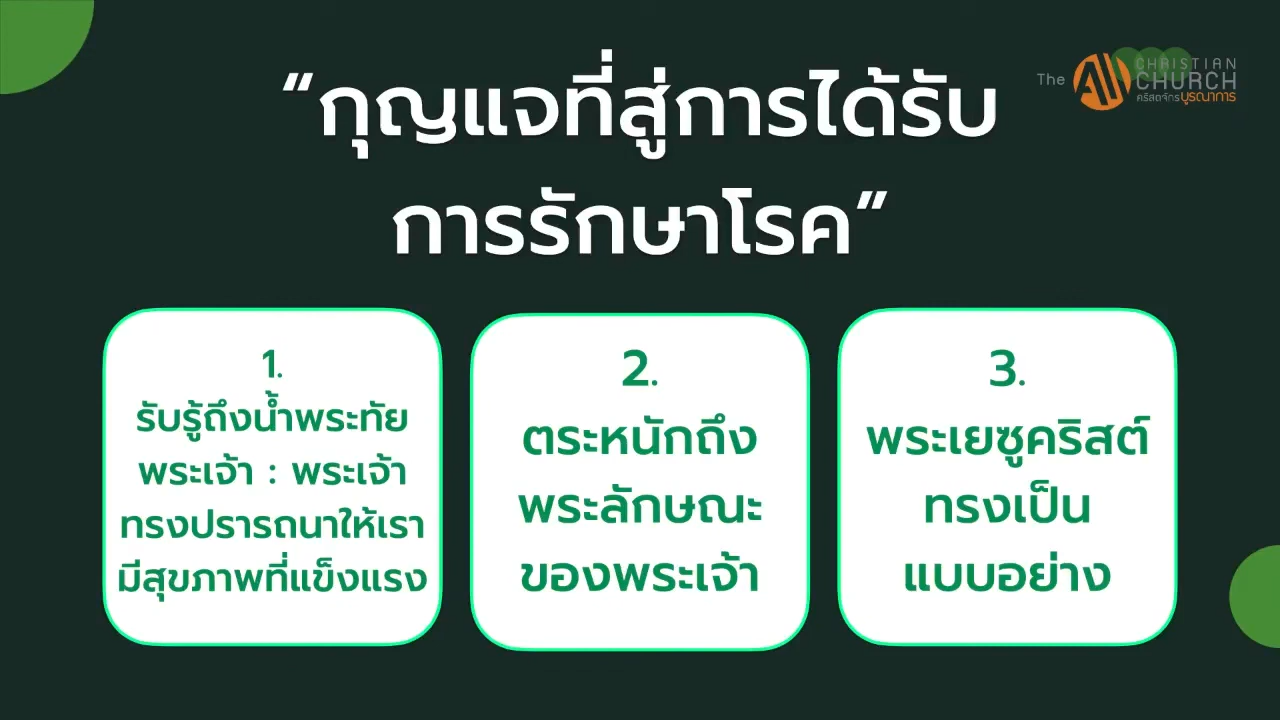 “กุญแจที่สู่การได้รับ
การรักษาโรค”
The All CHRISTIAN
CHURCH
คริสตจักรบูรณาการ
1.
รับรู้ถึงน้ำพระทัย
พระเจ้า : พระเจ้า
ทรงปรารถนาให้เรา
มีสุขภาพที่แข็งแรง
2.
ตระหนักถึง
พระลักษณะ
ของพระเจ้า
3.
พระเยซูคริสต์
ทรงเป็น
แบบอย่าง